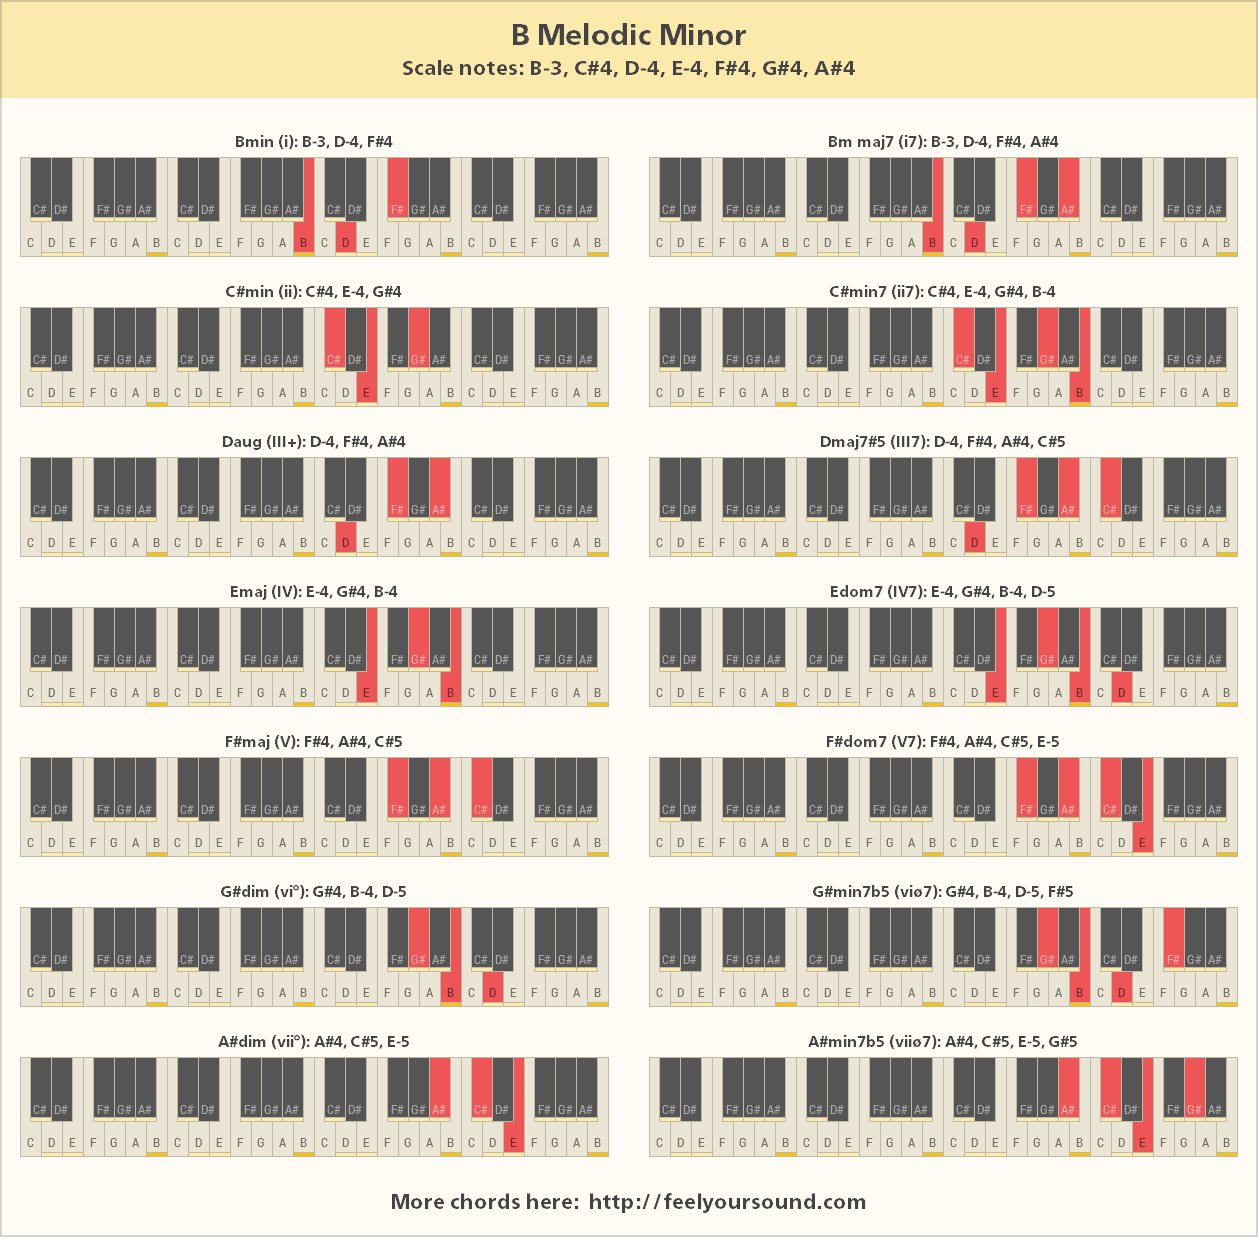 B Melodic Minor
Scale notes: B-3, C#4, D-4, E-4, F#4, G#4, A#4
Bmin (i): B-3, D-4, F#4
C# D# F# G# A# C# D# F# G# A# C# D# F# G# A# C# D# F# G# A#
C D E F G A B C D E F G A B C D E F G A B C D E F G A B
Bm maj7 (i7): B-3, D-4, F#4, A#4
C# D# F# G# A# C# D# F# G# A# C# D# F# G# A# C# D# F# G# A#
C D E F G A B C D E F G A B C D E F G A B C D E F G A B
C#min (ii): C#4, E-4, G#4
C# D# F# G# A# C# D# F# G# A# C# D# F# G# A# C# D# F# G# A#
C D E F G A B C D E F G A B C D E F G A B C D E F G A B
C#min7 (ii7): C#4, E-4, G#4, B-4
C# D# F# G# A# C# D# F# G# A# C# D# F# G# A# C# D# F# G# A#
C D E F G A B C D E F G A B C D E F G A B C D E F G A B
Daug (III+): D-4, F#4, A#4
C# D# F# G# A# C# D# F# G# A# C# D# F# G# A# C# D# F# G# A#
C D E F G A B C D E F G A B C D E F G A B C D E F G A B
Dmaj7#5 (III7): D-4, F#4, A#4, C#5
C# D# F# G# A# C# D# F# G# A# C# D# F# G# A# C# D# F# G# A#
C D E F G A B C D E F G A B C D E F G A B C D E F G A B
Emaj (IV): E-4, G#4, B-4
C# D# F# G# A# C# D# F# G# A# C# D# F# G# A# C# D# F# G# A#
C D E F G A B C D E F G A B C D E F G A B C D E F G A B
Edom7 (IV7): E-4, G#4, B-4, D-5
C# D# F# G# A# C# D# F# G# A# C# D# F# G# A# C# D# F# G# A#
C D E F G A B C D E F G A B C D E F G A B C D E F G A B
F#maj (V): F#4, A#4, C#5
C# D# F# G# A# C# D# F# G# A# C# D# F# G# A# C# D# F# G# A#
C D E F G A B C D E F G A B C D E F G A B C D E F G A B
F#dom7 (V7): F#4, A#4, C#5, E-5
C# D# F# G# A# C# D# F# G# A# C# D# F# G# A# C# D# F# G# A#
C D E F G A B C D E F G A B C D E F G A B C D E F G A B
G#dim (vi°): G#4, B-4, D-5
C# D# F# G# A# C# D# F# G# A# C# D# F# G# A# C# D# F# G# A#
C D E F G A B C D E F G A B C D E F G A B C D E F G A B
G#min7b5 (viø7): G#4, B-4, D-5, F#5
C# D# F# G# A# C# D# F# G# A# C# D# F# G# A# C# D# F# G# A#
C D E F G A B C D E F G A B C D E F G A B C D E F G A B
A#dim (vii°): A#4, C#5, E-5
C# D# F# G# A# C# D# F# G# A# C# D# F# G# A# C# D# F# G# A#
C D E F G A B C D E F G A B C D E F G A B C D E F G A B
A#min7b5 (viiø7): A#4, C#5, E-5, G#5
C# D# F# G# A# C# D# F# G# A# C# D# F# G# A# C# D# F# G# A#
C D E F G A B C D E F G A B C D E F G A B C D E F G A B
More chords here: http://feelyoursound.com